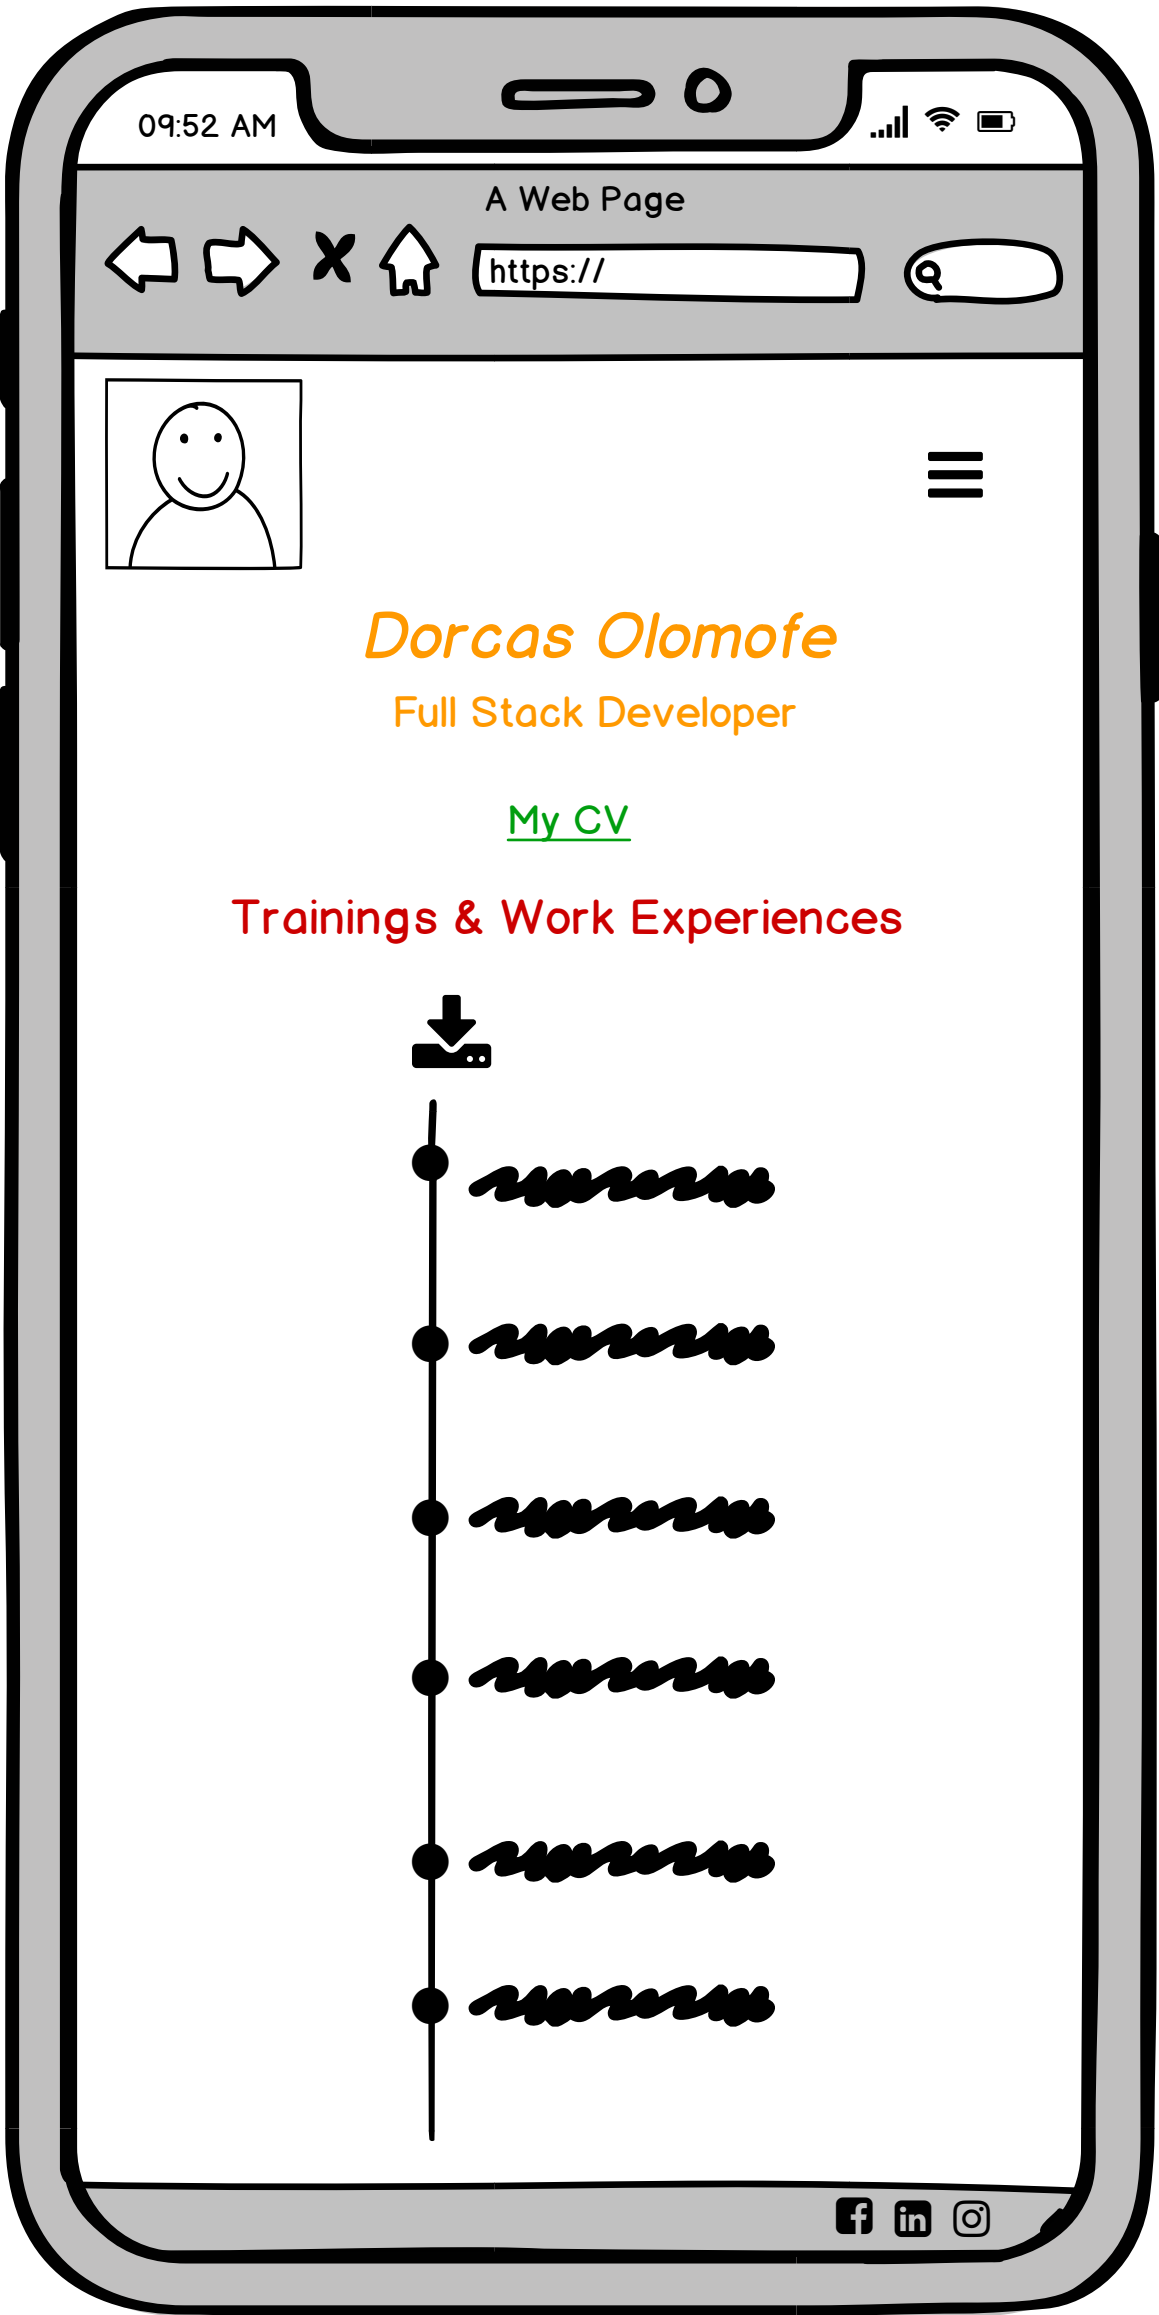 09:52 AM
A Web Page
https://
Dorcas Olomofe
Full Stack Developer
My CV
Trainings & Work Experiences